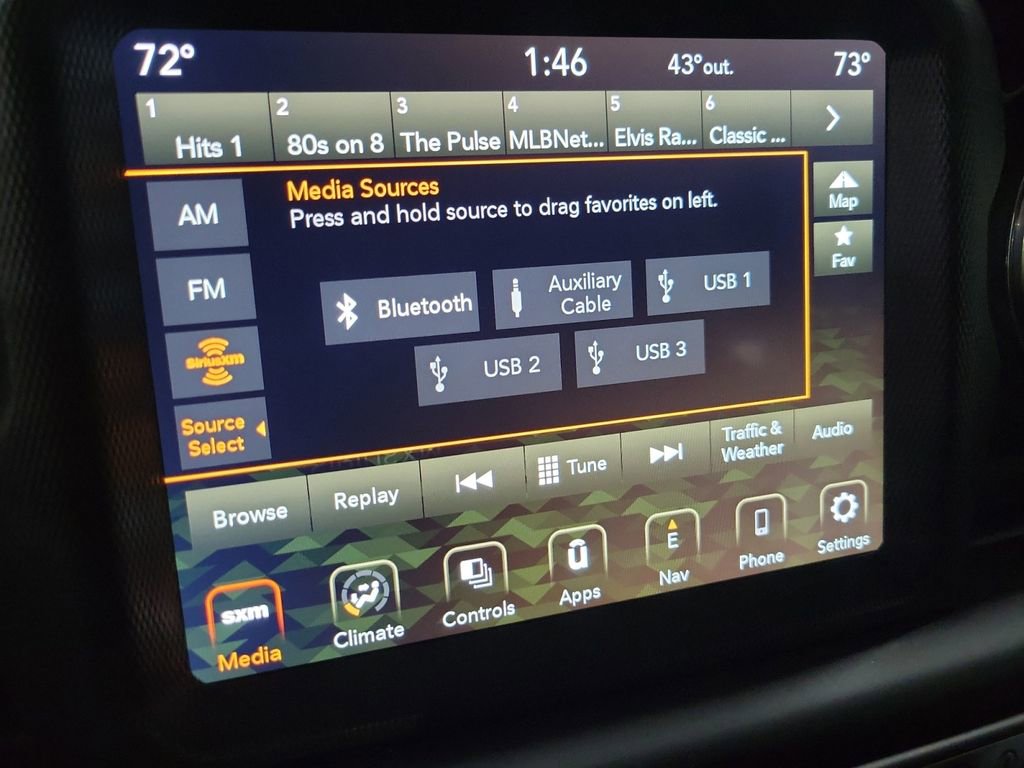 72° 1:46 43° out. 73°
1 2 3 4 5 6
Hits 1 80s on 8 The Pulse MLBNet... Elvis Ra... Classic ...
AM
FM
SiriusXM
Source
Select
Media Sources
Press and hold source to drag favorites on left.
Bluetooth
Auxiliary
Cable
USB 1
USB 2
USB 3
Map
Fav
Browse
Replay
Tune
Traffic &
Weather
Audio
sxm
Media
Climate
Controls
ū
Apps
E
Nav
Phone
Settings